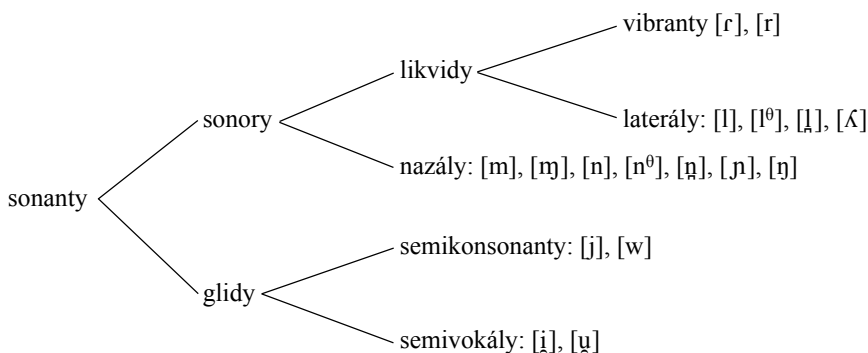 vibranty [ɾ], [r]
likvidy
sonory
laterály: [l], [lᶿ], [l̪], [ʎ]
nazály: [m], [ɱ], [n], [nᶿ], [n̪], [ɲ], [ŋ]
sonanty
semikonsonanty: [j], [w]
glidy
semivokály: [i̯], [u̯]